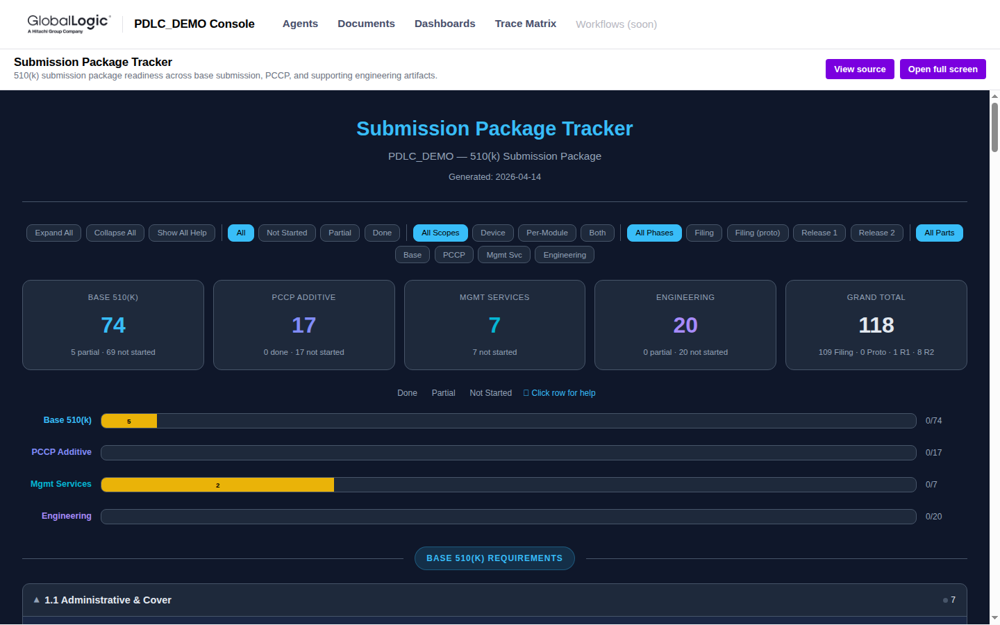 GlobalLogic
A Hitachi Group Company
PDLC_DEMO Console
Agents
Documents
Dashboards
Trace Matrix
Workflows (soon)
Submission Package Tracker
510(k) submission package readiness across base submission, PCCP, and supporting engineering artifacts.
View source
Open full screen
Submission Package Tracker
PDLC_DEMO — 510(k) Submission Package
Generated: 2026-04-14
Expand All
Collapse All
Show All Help
All
Not Started
Partial
Done
All Scopes
Device
Per-Module
Both
All Phases
Filing
Filing (proto)
Release 1
Release 2
All Parts
Base
PCCP
Mgmt Svc
Engineering
BASE 510(K)
74
5 partial · 69 not started
PCCP ADDITIVE
17
0 done · 17 not started
MGMT SERVICES
7
7 not started
ENGINEERING
20
0 partial · 20 not started
GRAND TOTAL
118
109 Filing · 0 Proto · 1 R1 · 8 R2
Done
Partial
Not Started
Click row for help
Base 510(k)
5
0/74
PCCP Additive
0/17
Mgmt Services
2
0/7
Engineering
0/20
BASE 510(K) REQUIREMENTS
1.1 Administrative & Cover
7